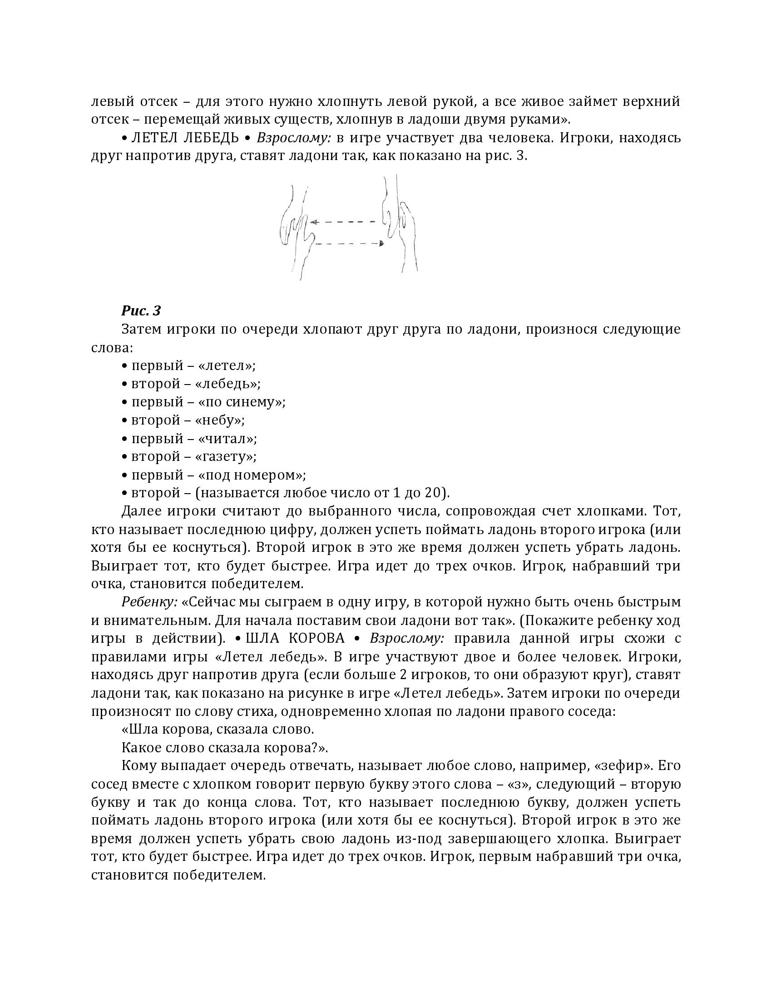 левый отсек – для этого нужно хлопнуть левой рукой, а все живое займет верхний
отсек – перемещай живых существ, хлопнув в ладоши двумя руками».
• ЛЕТЕЛ ЛЕБЕДЬ • Взрослому: в игре участвует два человека. Игроки, находясь
друг напротив друга, ставят ладони так, как показано на рис. 3.
Рис. 3
Затем игроки по очереди хлопают друг друга по ладони, произнося следующие
слова:
• первый – «летел»;
• второй – «лебедь»;
• первый – «по синему»;
• второй – «небу»;
• первый – «читал»;
• второй – «газету»;
• первый – «под номером»;
• второй – (называется любое число от 1 до 20).
Далее игроки считают до выбранного числа, сопровождая счет хлопками. Тот,
кто называет последнюю цифру, должен успеть поймать ладонь второго игрока (или
хотя бы ее коснуться). Второй игрок в это же время должен успеть убрать ладонь.
Выиграет тот, кто будет быстрее. Игра идет до трех очков. Игрок, набравший три
очка, становится победителем.
Ребенку: «Сейчас мы сыграем в одну игру, в которой нужно быть очень быстрым
и внимательным. Для начала поставим свои ладони вот так». (Покажите ребенку ход
игры в действии). • ШЛА КОРОВА • Взрослому: правила данной игры схожи с
правилами игры «Летел лебедь». В игре участвуют двое и более человек. Игроки,
находясь друг напротив друга (если больше 2 игроков, то они образуют круг), ставят
ладони так, как показано на рисунке в игре «Летел лебедь». Затем игроки по очереди
произносят по слову стиха, одновременно хлопая по ладони правого соседа:
«Шла корова, сказала слово.
Какое слово сказала корова?».
Кому выпадает очередь отвечать, называет любое слово, например, «зефир». Его
сосед вместе с хлопком говорит первую букву этого слова – «з», следующий – вторую
букву и так до конца слова. Тот, кто называет последнюю букву, должен успеть
поймать ладонь второго игрока (или хотя бы ее коснуться). Второй игрок в это же
время должен успеть убрать свою ладонь из-под завершающего хлопка. Выиграет
тот, кто будет быстрее. Игра идет до трех очков. Игрок, первым набравший три очка,
становится победителем.